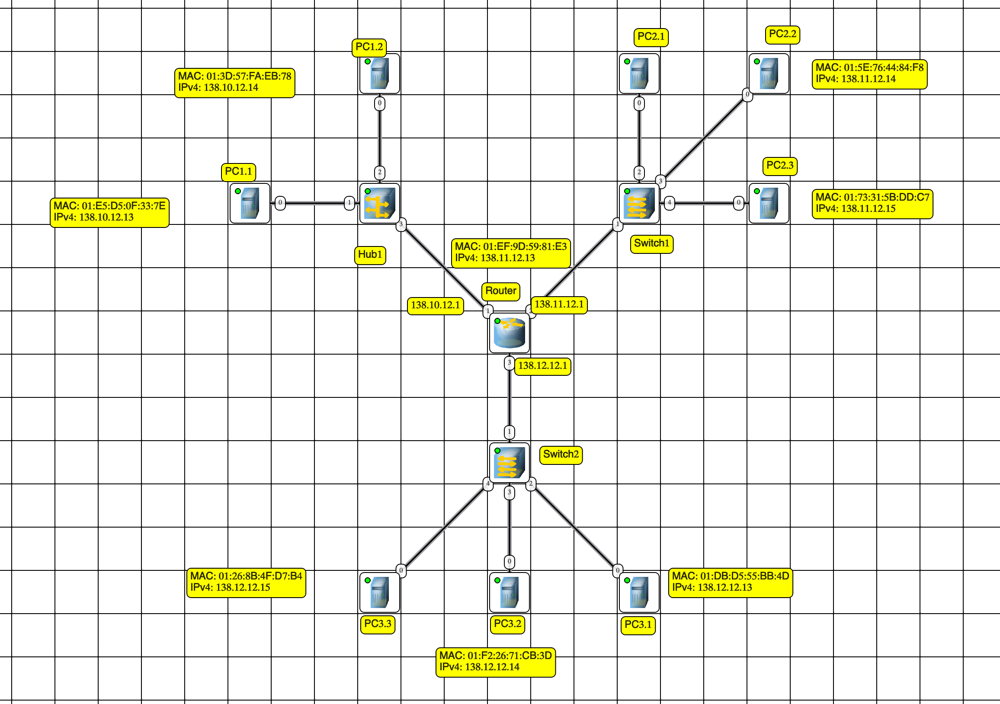 PC1.2
PC2.1
PC2.2
MAC: 01:3D:57:FA:EB:78
IPv4: 138.10.12.14
MAC: 01:5E:76:44:84:F8
IPv4: 138.11.12.14
0
0
0
PC1.1
2
2
3
PC2.3
MAC: 01:E5:D5:0F:33:7E
IPv4: 138.10.12.13
0
1
4
0
MAC: 01:73:31:5B:DD:C7
IPv4: 138.11.12.15
3
1
Hub1
MAC: 01:EF:9D:59:81:E3
IPv4: 138.11.12.13
Switch1
Router
138.10.12.1
1
2
138.11.12.1
3
138.12.12.1
1
Switch2
4
3
2
0
0
0
MAC: 01:26:8B:4F:D7:B4
IPv4: 138.12.12.15
MAC: 01:DB:D5:55:BB:4D
IPv4: 138.12.12.13
PC3.3
PC3.2
PC3.1
MAC: 01:F2:26:71:CB:3D
IPv4: 138.12.12.14